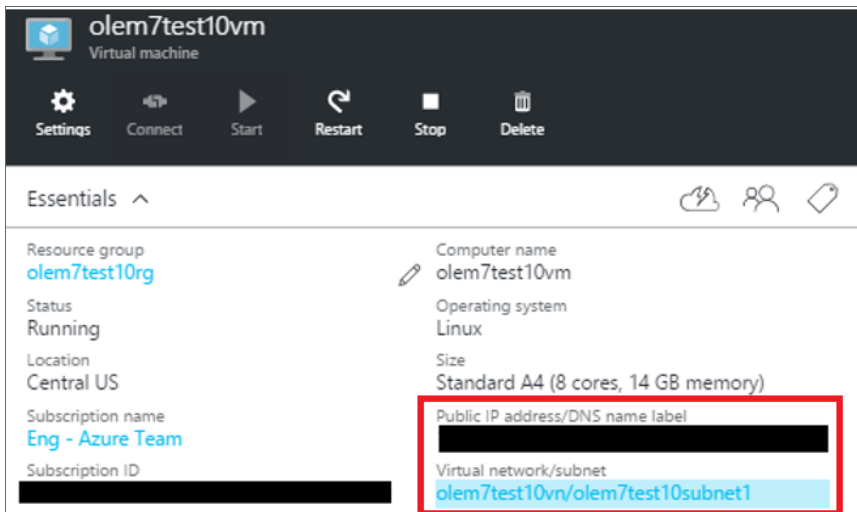 olem7test10vm
Virtual machine
Settings Connect Start Restart Stop Delete
Essentials
Resource group
olem7test10rg
Status
Running
Location
Central US
Subscription name
Eng - Azure Team
Subscription ID
Computer name
olem7test10vm
Operating system
Linux
Size
Standard A4 (8 cores, 14 GB memory)
Public IP address/DNS name label
Virtual network/subnet
olem7test10vn/olem7test10subnet1